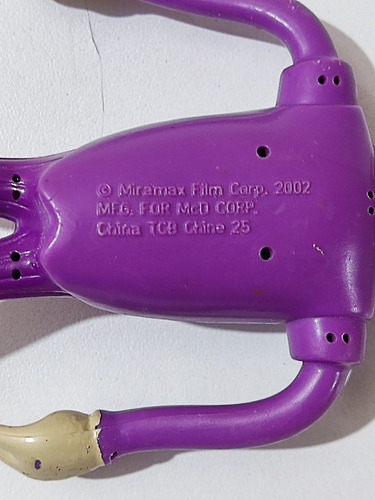 © Miramax Film Corp. 2002
MFG. FOR McD CORP.
China TCB Chine 25